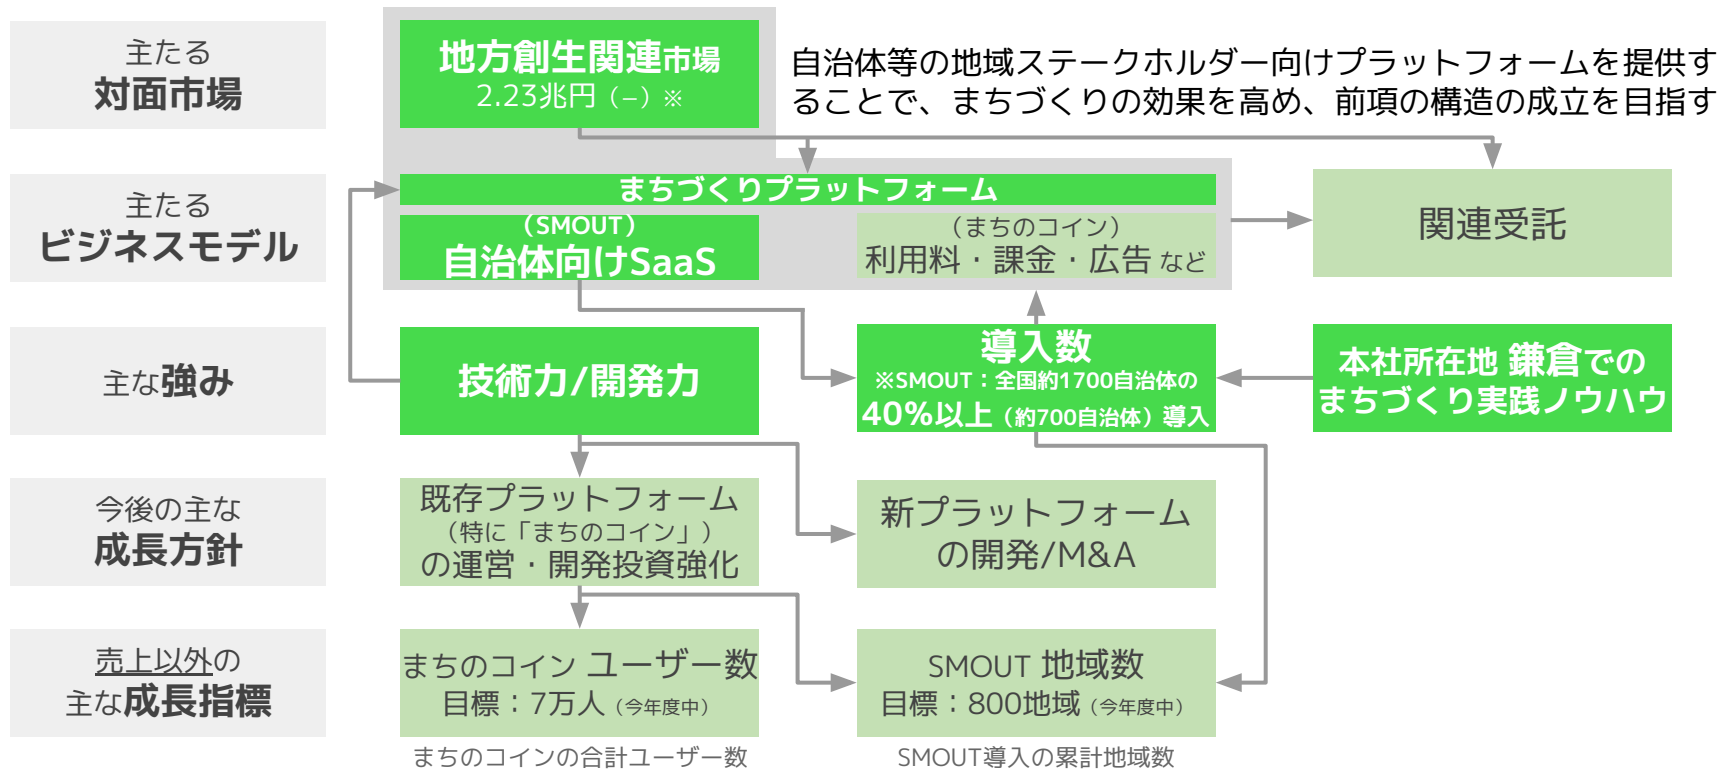 主たる
対面市場
地方創生関連市場
2.23兆円（–）※
自治体等の地域ステークホルダー向けプラットフォームを提供す
ることで、まちづくりの効果を高め、前項の構造の成立を目指す
主たる
ビジネスモデル
まちづくりプラットフォーム
（SMOUT）
自治体向けSaaS
（まちのコイン）
利用料・課金・広告 など
関連受託
主な強み
技術力/開発力
導入数
※SMOUT：全国約1700自治体の
40%以上（約700自治体）導入
本社所在地 鎌倉での
まちづくり実践ノウハウ
今後の主な
成長方針
既存プラットフォーム
（特に「まちのコイン」）
の運営・開発投資強化
新プラットフォーム
の開発/M&A
売上以外の
主な成長指標
まちのコイン ユーザー数
目標：7万人（今年度中）
SMOUT 地域数
目標：800地域（今年度中）
まちのコインの合計ユーザー数
SMOUT導入の累計地域数